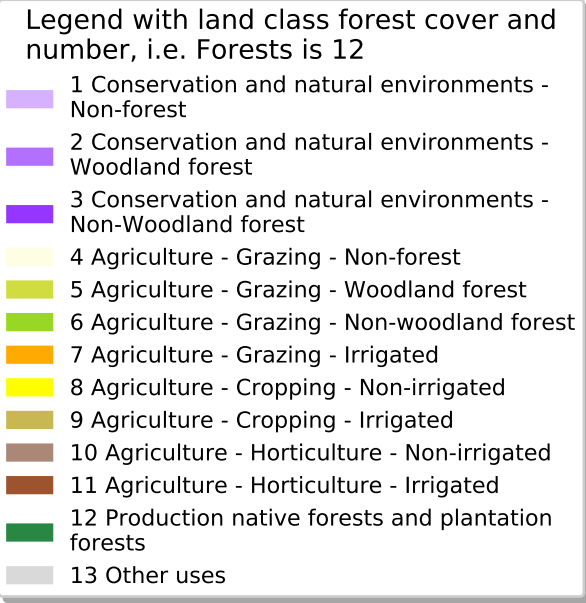 Legend with land class forest cover and
number, i.e. Forests is 12
1 Conservation and natural environments -
Non-forest
2 Conservation and natural environments -
Woodland forest
3 Conservation and natural environments -
Non-Woodland forest
4 Agriculture - Grazing - Non-forest
5 Agriculture - Grazing - Woodland forest
6 Agriculture - Grazing - Non-woodland forest
7 Agriculture - Grazing - Irrigated
8 Agriculture - Cropping - Non-irrigated
9 Agriculture - Cropping - Irrigated
10 Agriculture - Horticulture - Non-irrigated
11 Agriculture - Horticulture - Irrigated
12 Production native forests and plantation
forests
13 Other uses